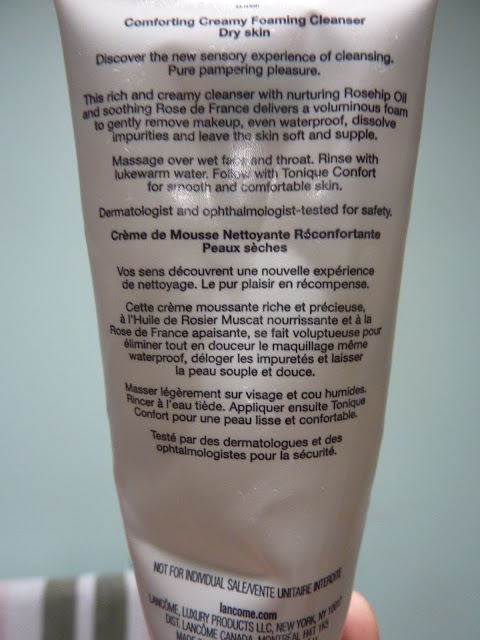 Comforting Creamy Foaming Cleanser
Dry skin
Discover the new sensory experience of cleansing.
Pure pampering pleasure.
This rich and creamy cleanser with nurturing Rosehip Oil
and soothing Rose de France delivers a voluminous foam
to gently remove makeup, even waterproof, dissolve
impurities and leave the skin soft and supple.
Massage over wet face and throat. Rinse with
lukewarm water. Follow with Tonique Confort
for smooth and comfortable skin.
Dermatologist and ophthalmologist-tested for safety.
Crème de Mousse Nettoyante Réconfortante
Peaux sèches
Vos sens découvrent une nouvelle expérience
de nettoyage. Le pur plaisir en récompense.
Cette crème moussante riche et précieuse,
à l'Huile de Rosier Muscat nourrissante et à la
Rose de France apaisante, se fait voluptueuse pour
éliminer tout en douceur le maquillage même
waterproof, déloger les impuretés et laisser
la peau souple et douce.
Masser légèrement sur visage et cou humides.
Rincer à l'eau tiède. Appliquer ensuite Tonique
Confort pour une peau lisse et confortable.
Testé par des dermatologues et des
ophtalmologistes pour la sécurité.
NOT FOR INDIVIDUAL SALE/VENTE UNITAIRE INTERDITE
lancome.com
LANCÔME, LUXURY PRODUCTS LLC, NEW YORK, NY
DIST. LANCÔME CANADA, MONTRÉAL H4T 1K5